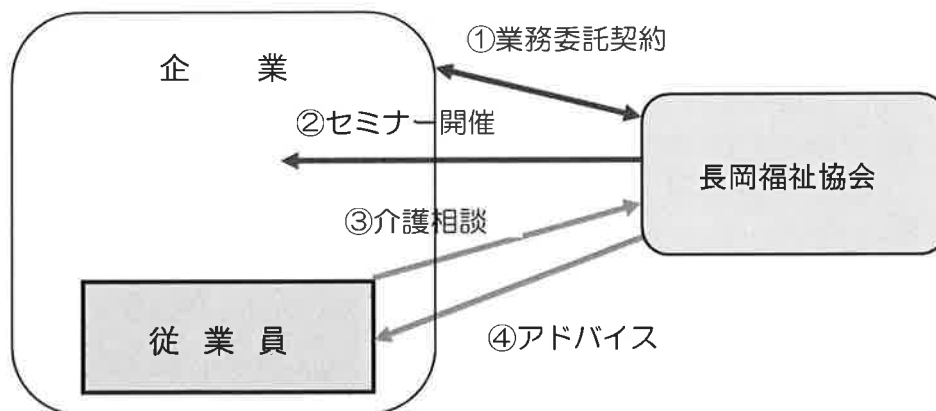 企　業
①業務委託契約
②セミナー開催
長岡福祉協会
③介護相談
従 業 員
④アドバイス